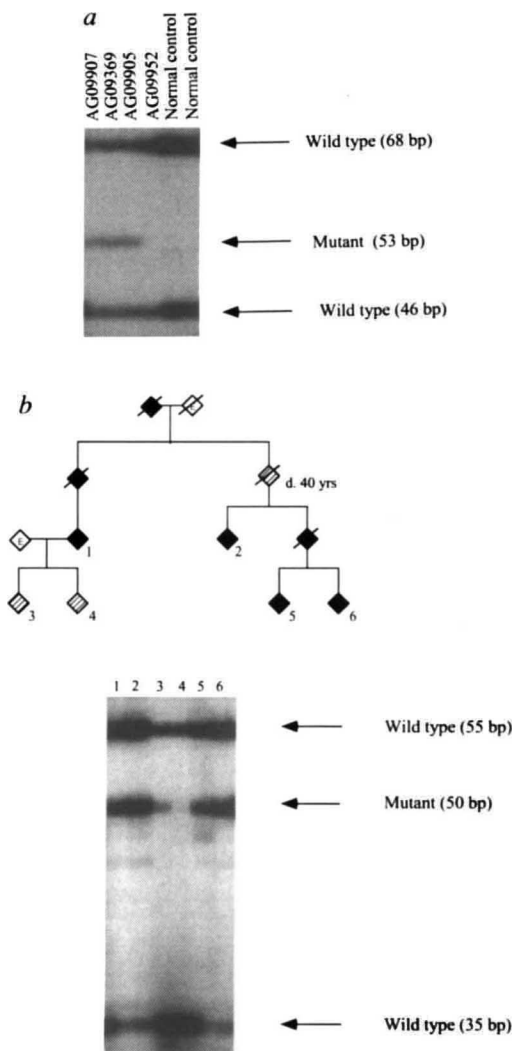 a
AG09907
AG09369
AG09905
AG09952
Normal control
Normal control
Wild type (68 bp)
Mutant (53 bp)
Wild type (46 bp)
b
E
d. 40 yrs
E
1
2
3
4
5
6
1 2 3 4 5 6
Wild type (55 bp)
Mutant (50 bp)
Wild type (35 bp)